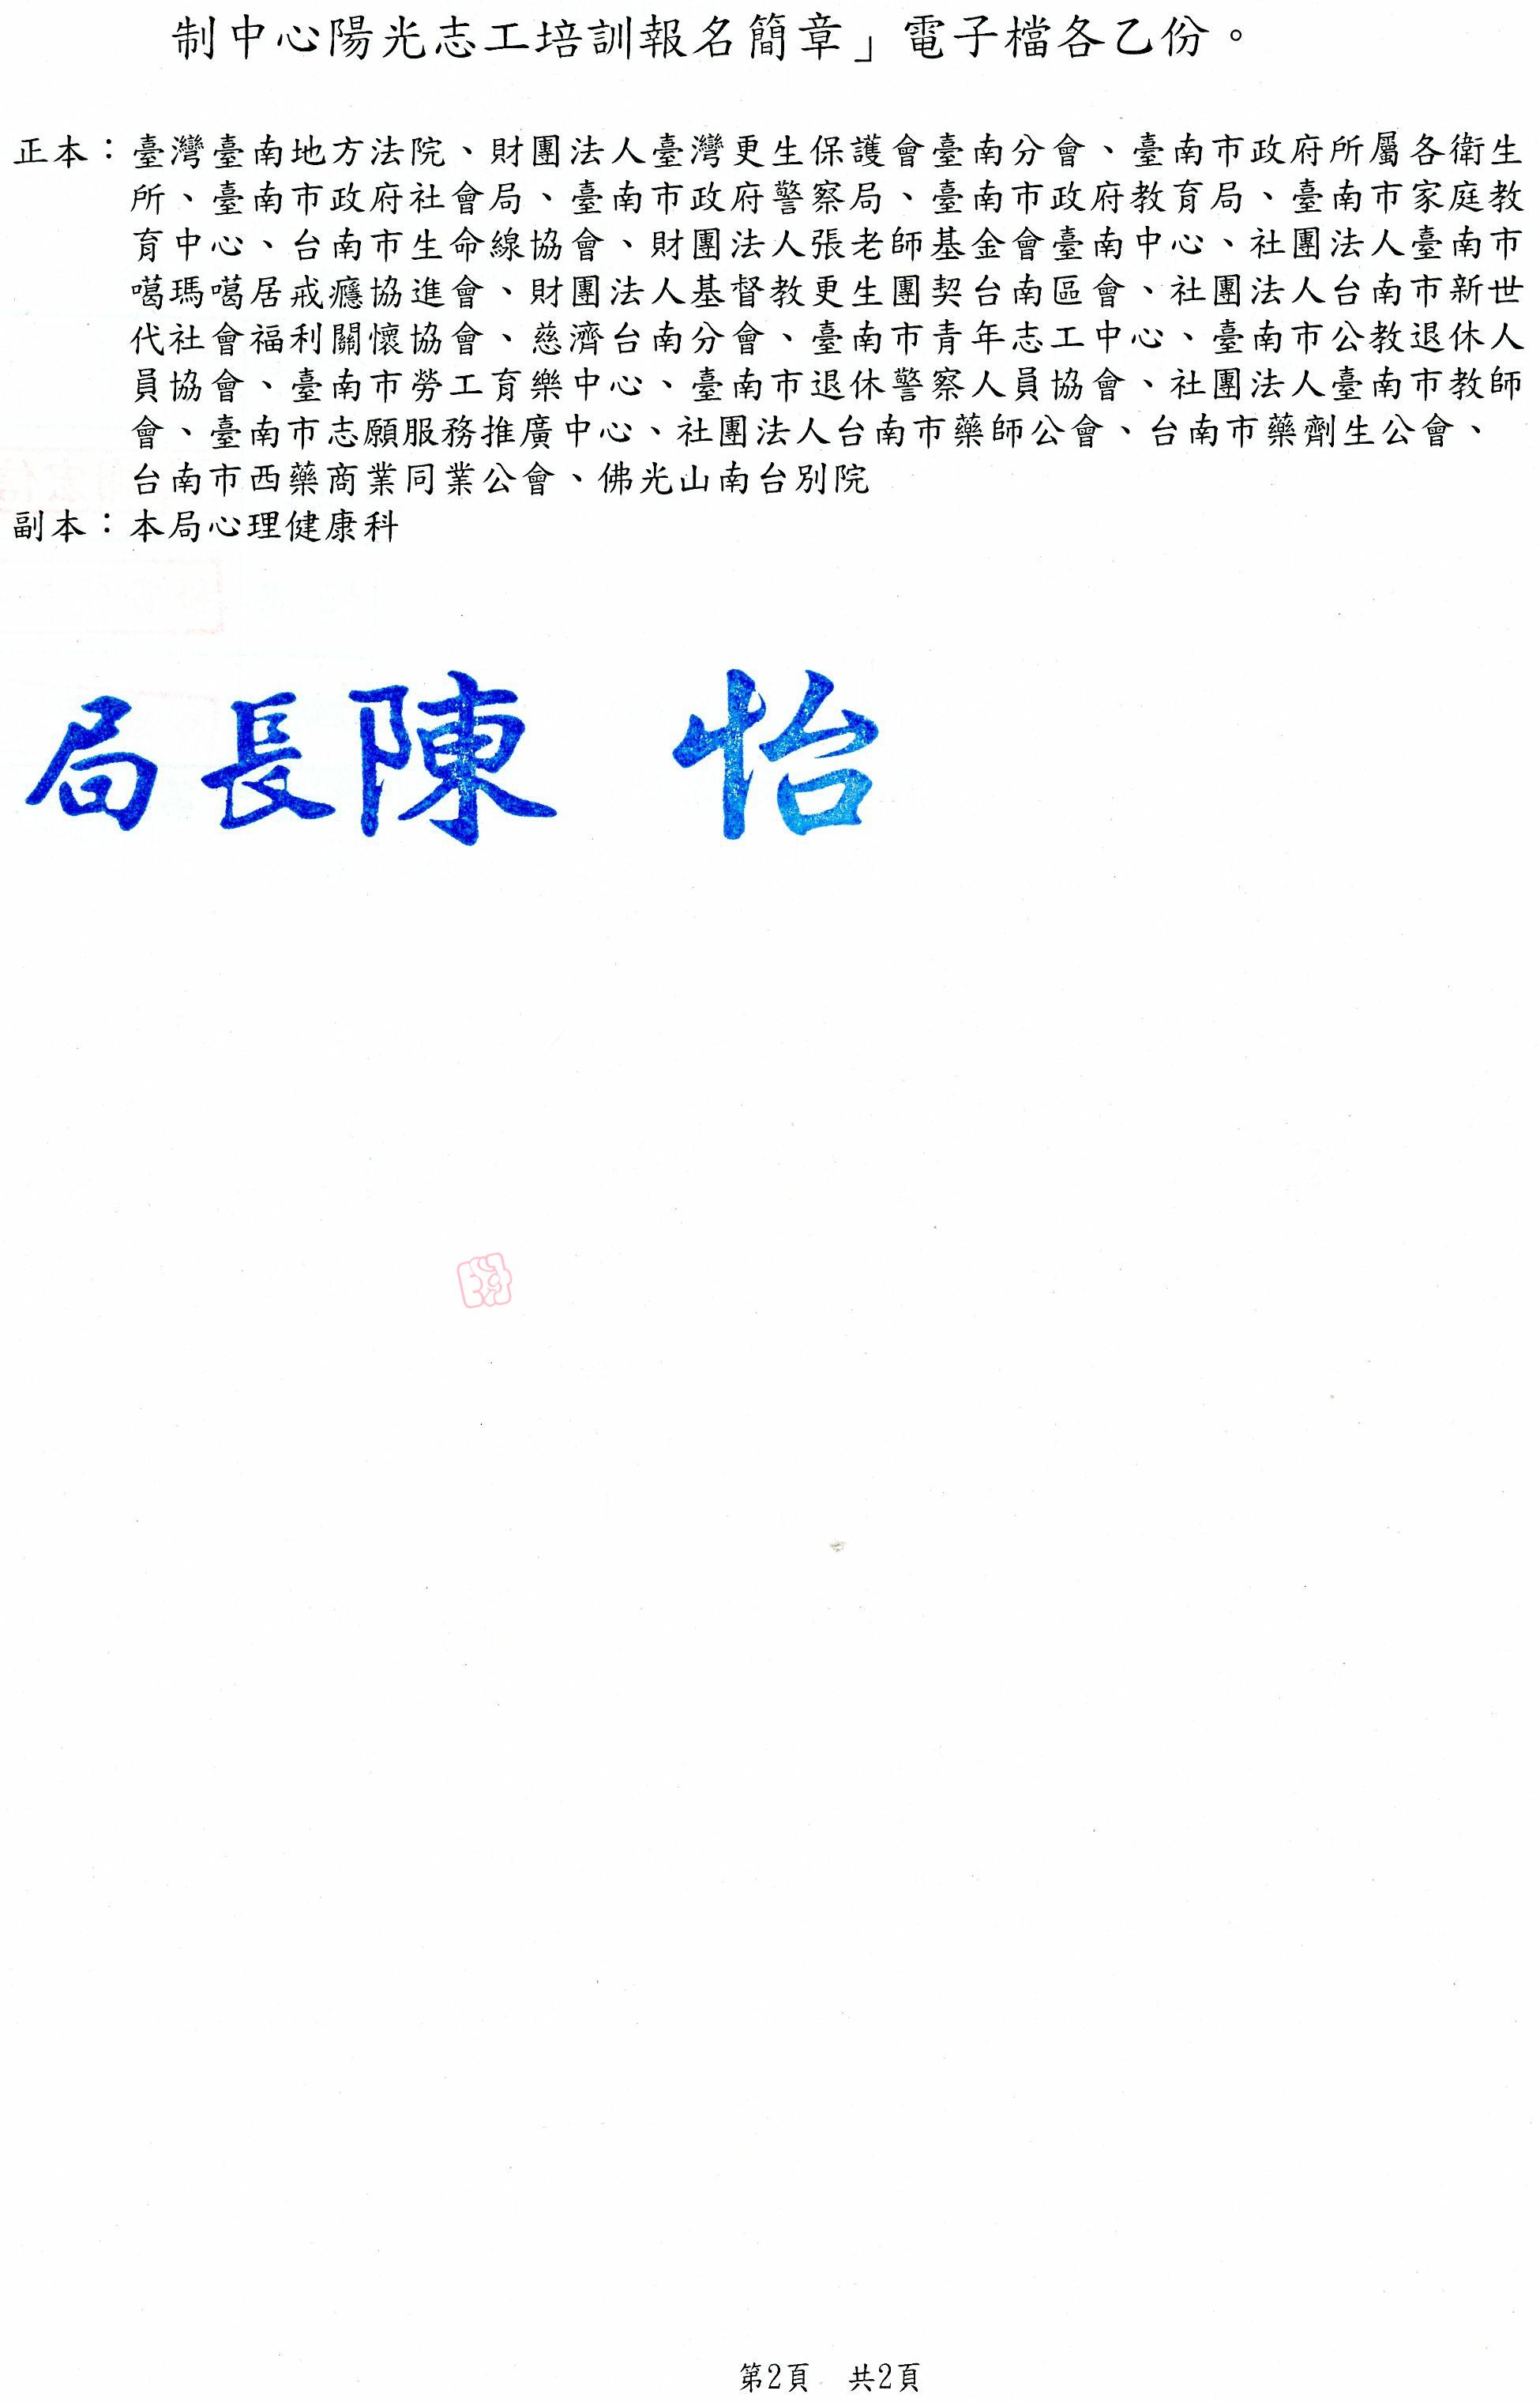 制中心陽光志工培訓報名簡章」電子檔各乙份。
正本：臺灣臺南地方法院、財團法人臺灣更生保護會臺南分會、臺南市政府所屬各衛生
所、臺南市政府社會局、臺南市政府警察局、臺南市政府教育局、臺南市家庭教
育中心、台南市生命線協會、財團法人張老師基金會臺南中心、社團法人臺南市
噶瑪噶居戒癮協進會、財團法人基督教更生團契台南區會、社團法人台南市新世
代社會福利關懷協會、慈濟台南分會、臺南市青年志工中心、臺南市公教退休人
員協會、臺南市勞工育樂中心、臺南市退休警察人員協會、社團法人臺南市教師
會、臺南市志願服務推廣中心、社團法人台南市藥師公會、台南市藥劑生公會、
台南市西藥商業同業公會、佛光山南台別院
副本：本局心理健康科
局長陳 怡
第2頁 共2頁